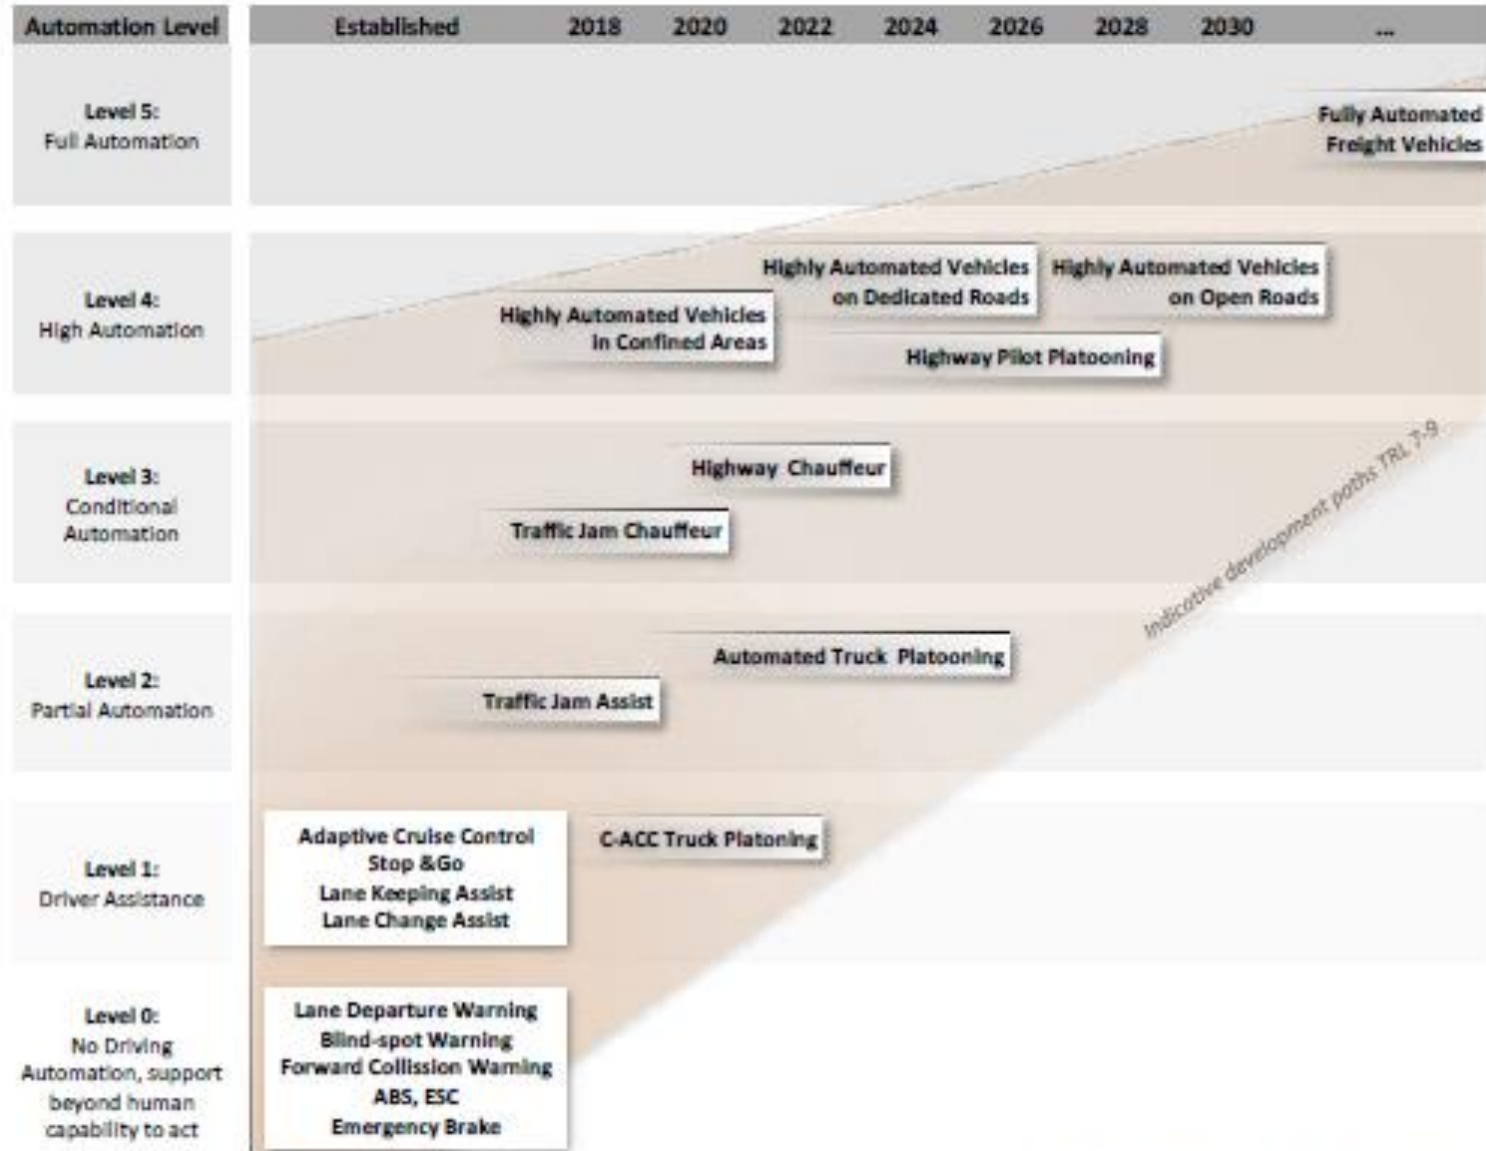 Automation Level Established 2018 2020 2022 2024 2026 2028 2030 ...
Level 5:
Full Automation
Fully Automated
Freight Vehicles
Level 4:
High Automation
Highly Automated Vehicles
in Confined Areas
Highly Automated Vehicles
on Dedicated Roads
Highly Automated Vehicles
on Open Roads
Highway Pilot Platooning
Level 3:
Conditional
Automation
Highway Chauffeur
Traffic Jam Chauffeur
Indicative development paths TRL 7-9
Level 2:
Partial Automation
Automated Truck Platooning
Traffic Jam Assist
Level 1:
Driver Assistance
Adaptive Cruise Control
Stop &Go
Lane Keeping Assist
Lane Change Assist
C-ACC Truck Platoning
Level 0:
No Driving
Automation, support
beyond human
capability to act
Lane Departure Warning
Blind-spot Warning
Forward Collission Warning
ABS, ESC
Emergency Brake